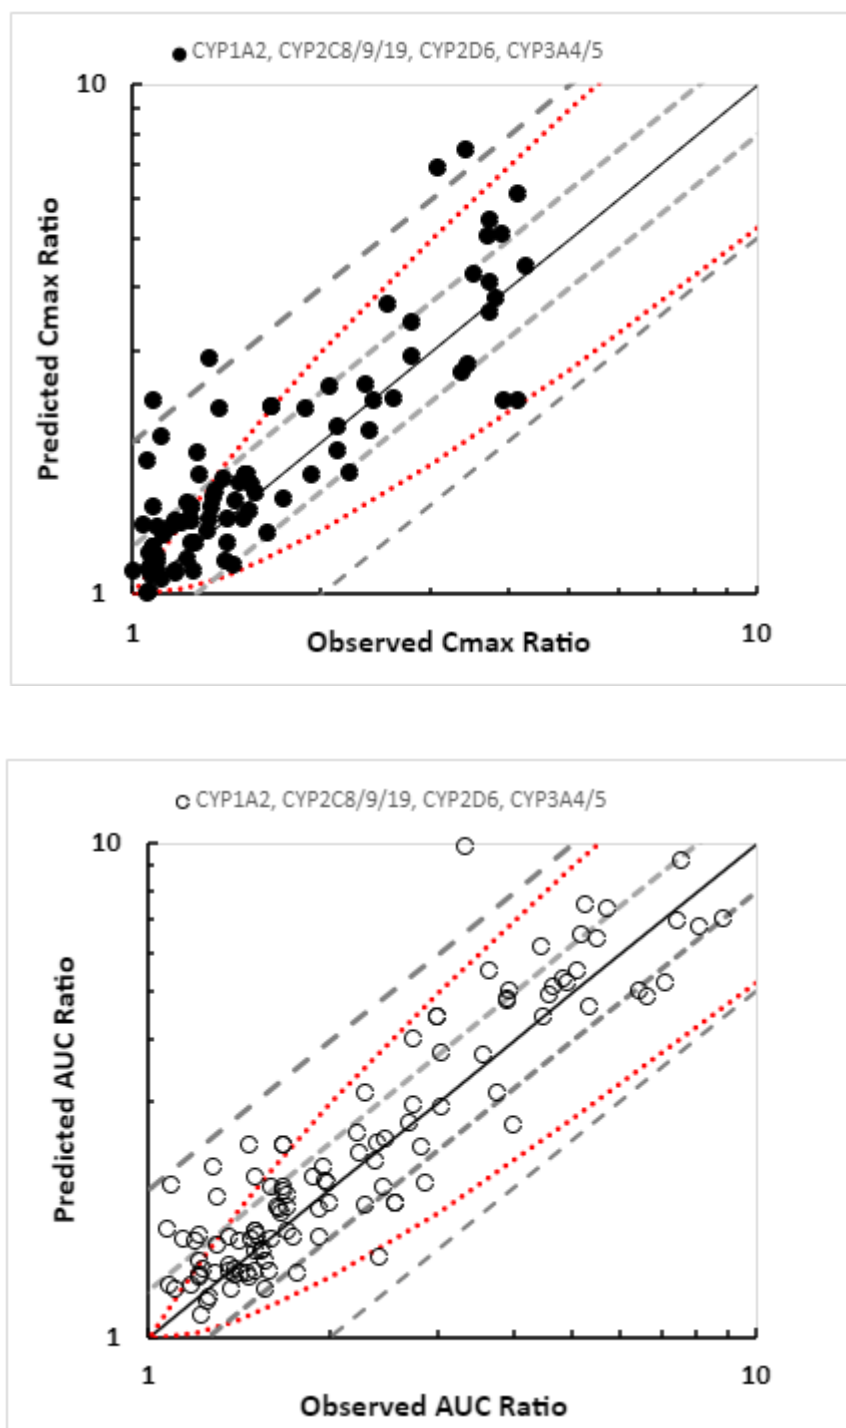 CYP1A2, CYP2C8/9/19, CYP2D6, CYP3A4/5
10
Predicted Cmax Ratio
1
1
10
Observed Cmax Ratio
CYP1A2, CYP2C8/9/19, CYP2D6, CYP3A4/5
10
Predicted AUC Ratio
1
1
10
Observed AUC Ratio